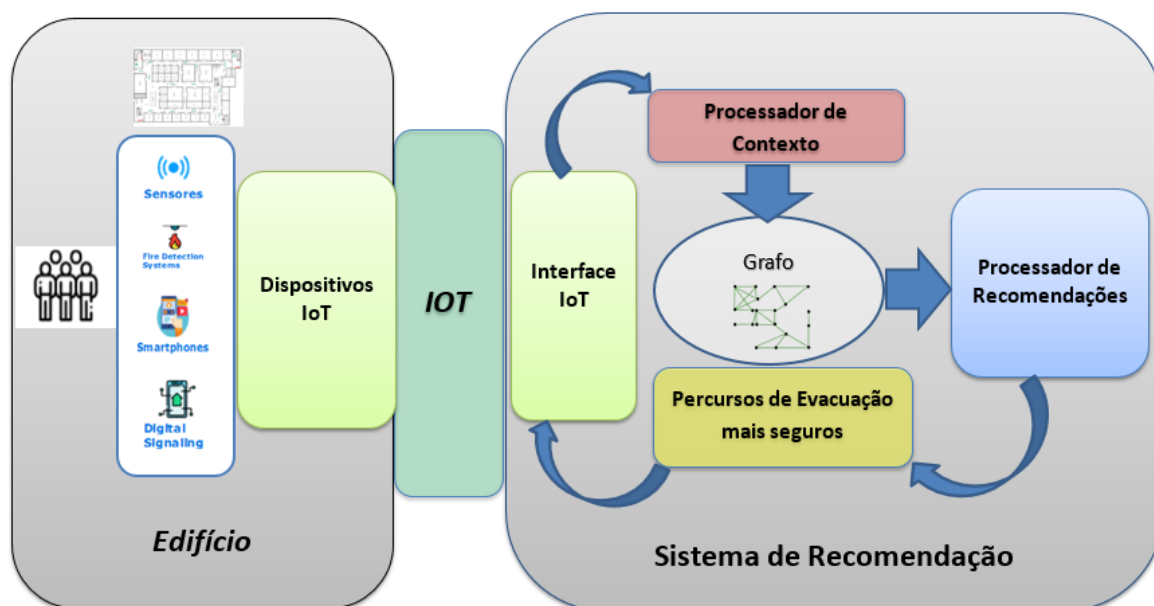 Sensores
Fire Detection
Systems
Smartphones
Digital
Signaling
Dispositivos
IoT
Edifício
IOT
Interface
IoT
Processador de
Contexto
Grafo
Processador de
Recomendações
Percursos de Evacuação
mais seguros
Sistema de Recomendação